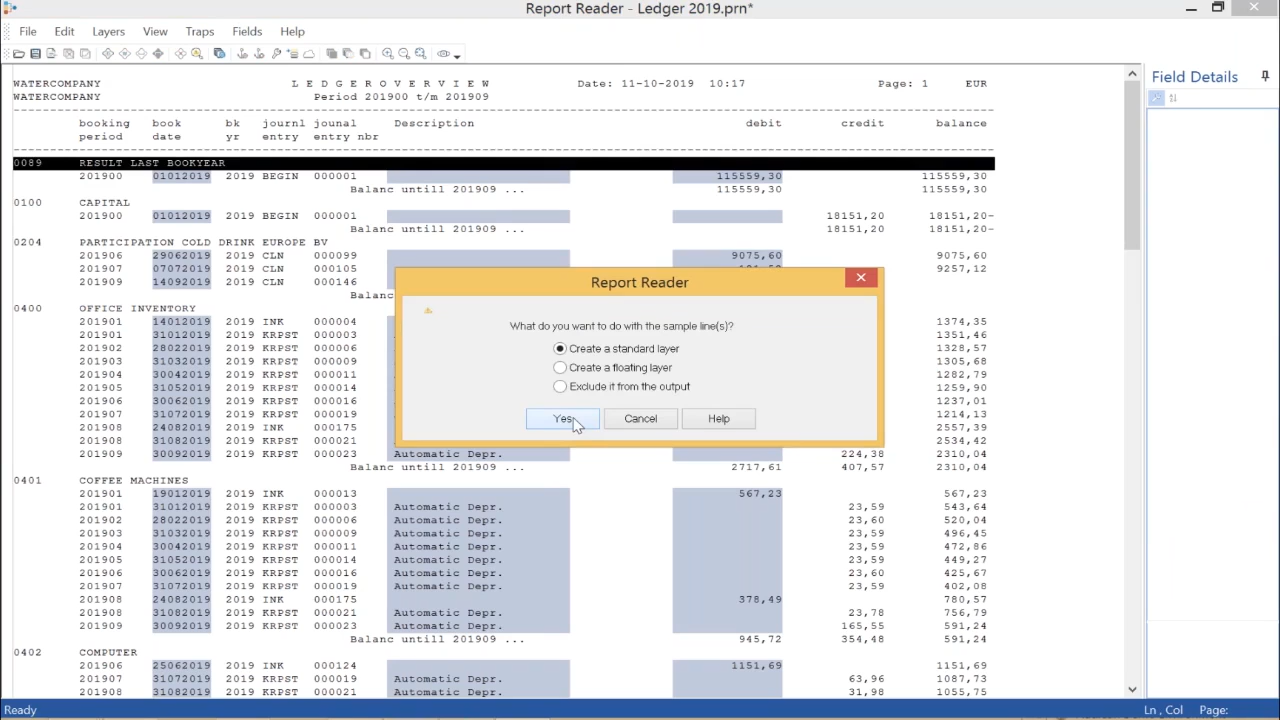 Report Reader - Ledger 2019.prn*
File Edit Layers View Traps Fields Help
WATERCOMPANY L E D G E R O V E R V I E W Date: 11-10-2019 10:17 Page: 1 EUR
WATERCOMPANY Period 201900 t/m 201909
booking book bk journl jounal Description debit credit balance
period date yr entry entry nbr
0089 RESULT LAST BOOKYEAR
201900 01012019 2019 BEGIN 000001 115559,30 115559,30
Balanc untill 201909 ... 115559,30 115559,30
0100 CAPITAL
201900 01012019 2019 BEGIN 000001 18151,20 18151,20-
Balanc untill 201909 ... 18151,20 18151,20-
0204 PARTICIPATION COLD DRINK EUROPE BV
201906 29062019 2019 CLN 000099 9075,60 9075,60
201907 07072019 2019 CLN 000105 9257,12
201909 14092019 2019 CLN 000146
Balanc
0400 OFFICE INVENTORY
201901 14012019 2019 INK 000004 1374,35
201901 31012019 2019 KRPST 000003 1351,46
201902 28022019 2019 KRPST 000006 1328,57
201903 31032019 2019 KRPST 000009 1305,68
201904 30042019 2019 KRPST 000011 1282,79
201905 31052019 2019 KRPST 000014 1259,90
201906 30062019 2019 KRPST 000016 1237,01
201907 31072019 2019 KRPST 000019 1214,13
201908 24082019 2019 INK 000175 2557,39
201908 31082019 2019 KRPST 000021 2534,42
201909 30092019 2019 KRPST 000023 Automatic Depr. 224,38 2310,04
Balanc untill 201909 ... 2717,61 407,57 2310,04
0401 COFFEE MACHINES
201901 19012019 2019 INK 000013 567,23 567,23
201901 31012019 2019 KRPST 000003 Automatic Depr. 23,59 543,64
201902 28022019 2019 KRPST 000006 Automatic Depr. 23,60 520,04
201903 31032019 2019 KRPST 000009 Automatic Depr. 23,59 496,45
201904 30042019 2019 KRPST 000011 Automatic Depr. 23,59 472,86
201905 31052019 2019 KRPST 000014 Automatic Depr. 23,59 449,27
201906 30062019 2019 KRPST 000016 Automatic Depr. 23,60 425,67
201907 31072019 2019 KRPST 000019 Automatic Depr. 23,59 402,08
201908 24082019 2019 INK 000175 378,49 780,57
201908 31082019 2019 KRPST 000021 Automatic Depr. 23,78 756,79
201909 30092019 2019 KRPST 000023 Automatic Depr. 165,55 591,24
Balanc untill 201909 ... 945,72 354,48 591,24
0402 COMPUTER
201906 25062019 2019 INK 000124 1151,69 1151,69
201907 31072019 2019 KRPST 000019 Automatic Depr. 63,96 1087,73
201908 31082019 2019 KRPST 000021 Automatic Depr. 31,98 1055,75
Report Reader
What do you want to do with the sample line(s)?
Create a standard layer
Create a floating layer
Exclude it from the output
Yes Cancel Help
Field Details
Ready Ln , Col Page: